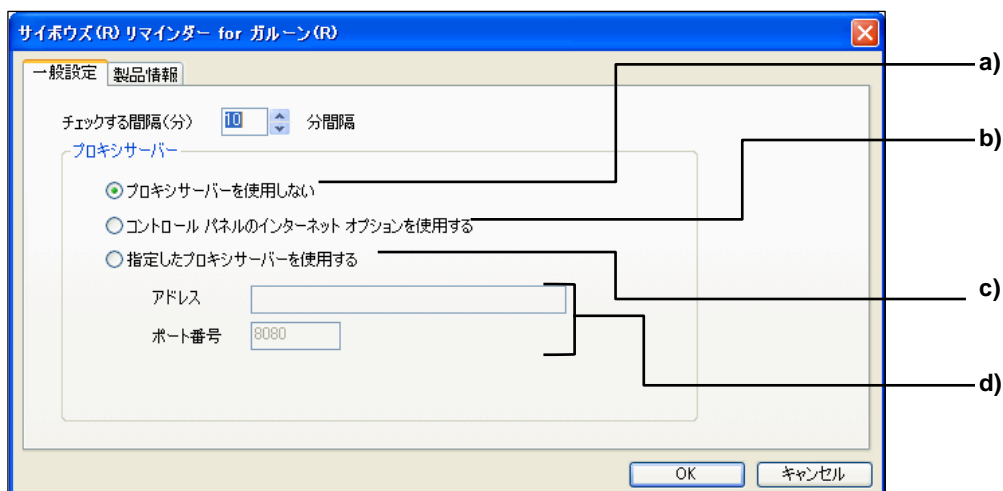 サイボウズ(R) リマインダー for ガルーン(R)
一般設定 製品情報
a)
チェックする間隔(分) 10 分間隔
b)
プロキシサーバー
プロキシサーバーを使用しない
コントロール パネルのインターネット オプションを使用する
指定したプロキシサーバーを使用する
アドレス
c)
ポート番号 8080
d)
OK キャンセル